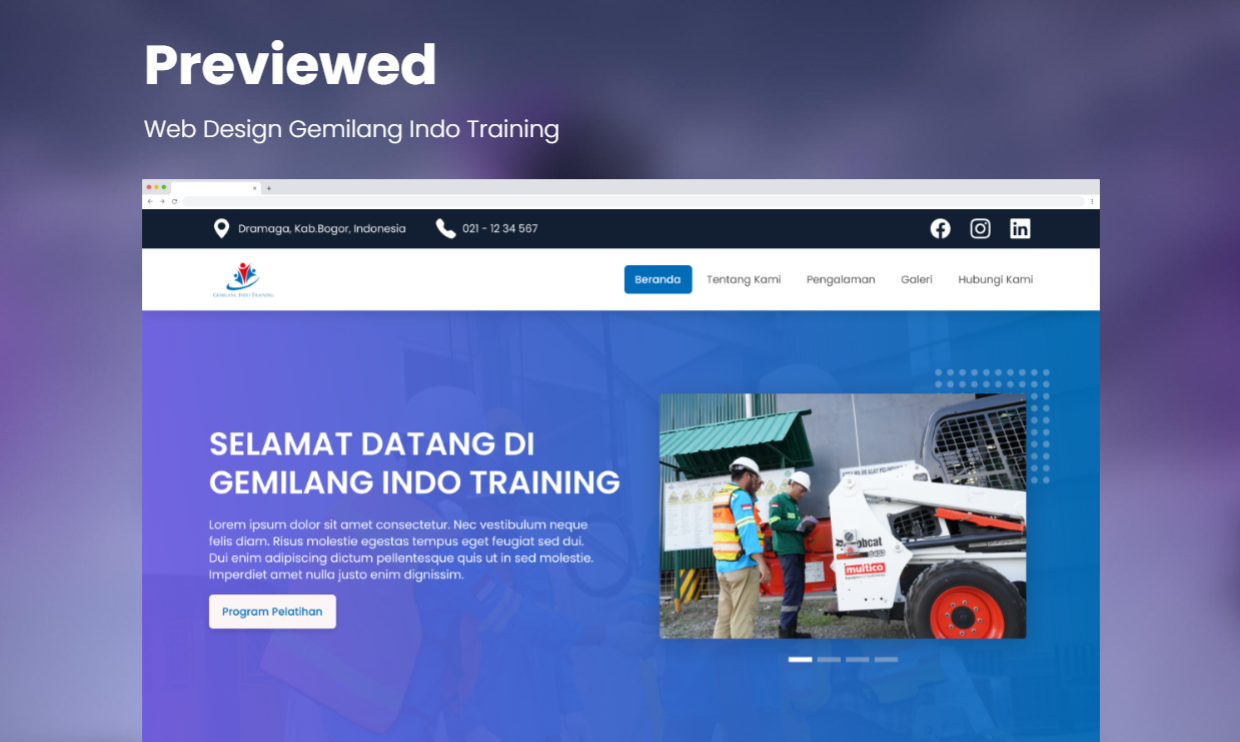 Previewed
Web Design Gemilang Indo Training
Dramaga, Kab.Bogor, Indonesia
021 - 12 34 567
GEMILANG INDO TRAINING
Beranda
Tentang Kami
Pengalaman
Galeri
Hubungi Kami
SELAMAT DATANG DI
GEMILANG INDO TRAINING
Lorem ipsum dolor sit amet consectetur. Nec vestibulum neque
felis diam. Risus molestie egestas tempus eget feugiat sed dui.
Dui enim adipiscing dictum pellentesque quis ut in sed molestie.
Imperdiet amet nulla justo enim dignissim.
Program Pelatihan
multico